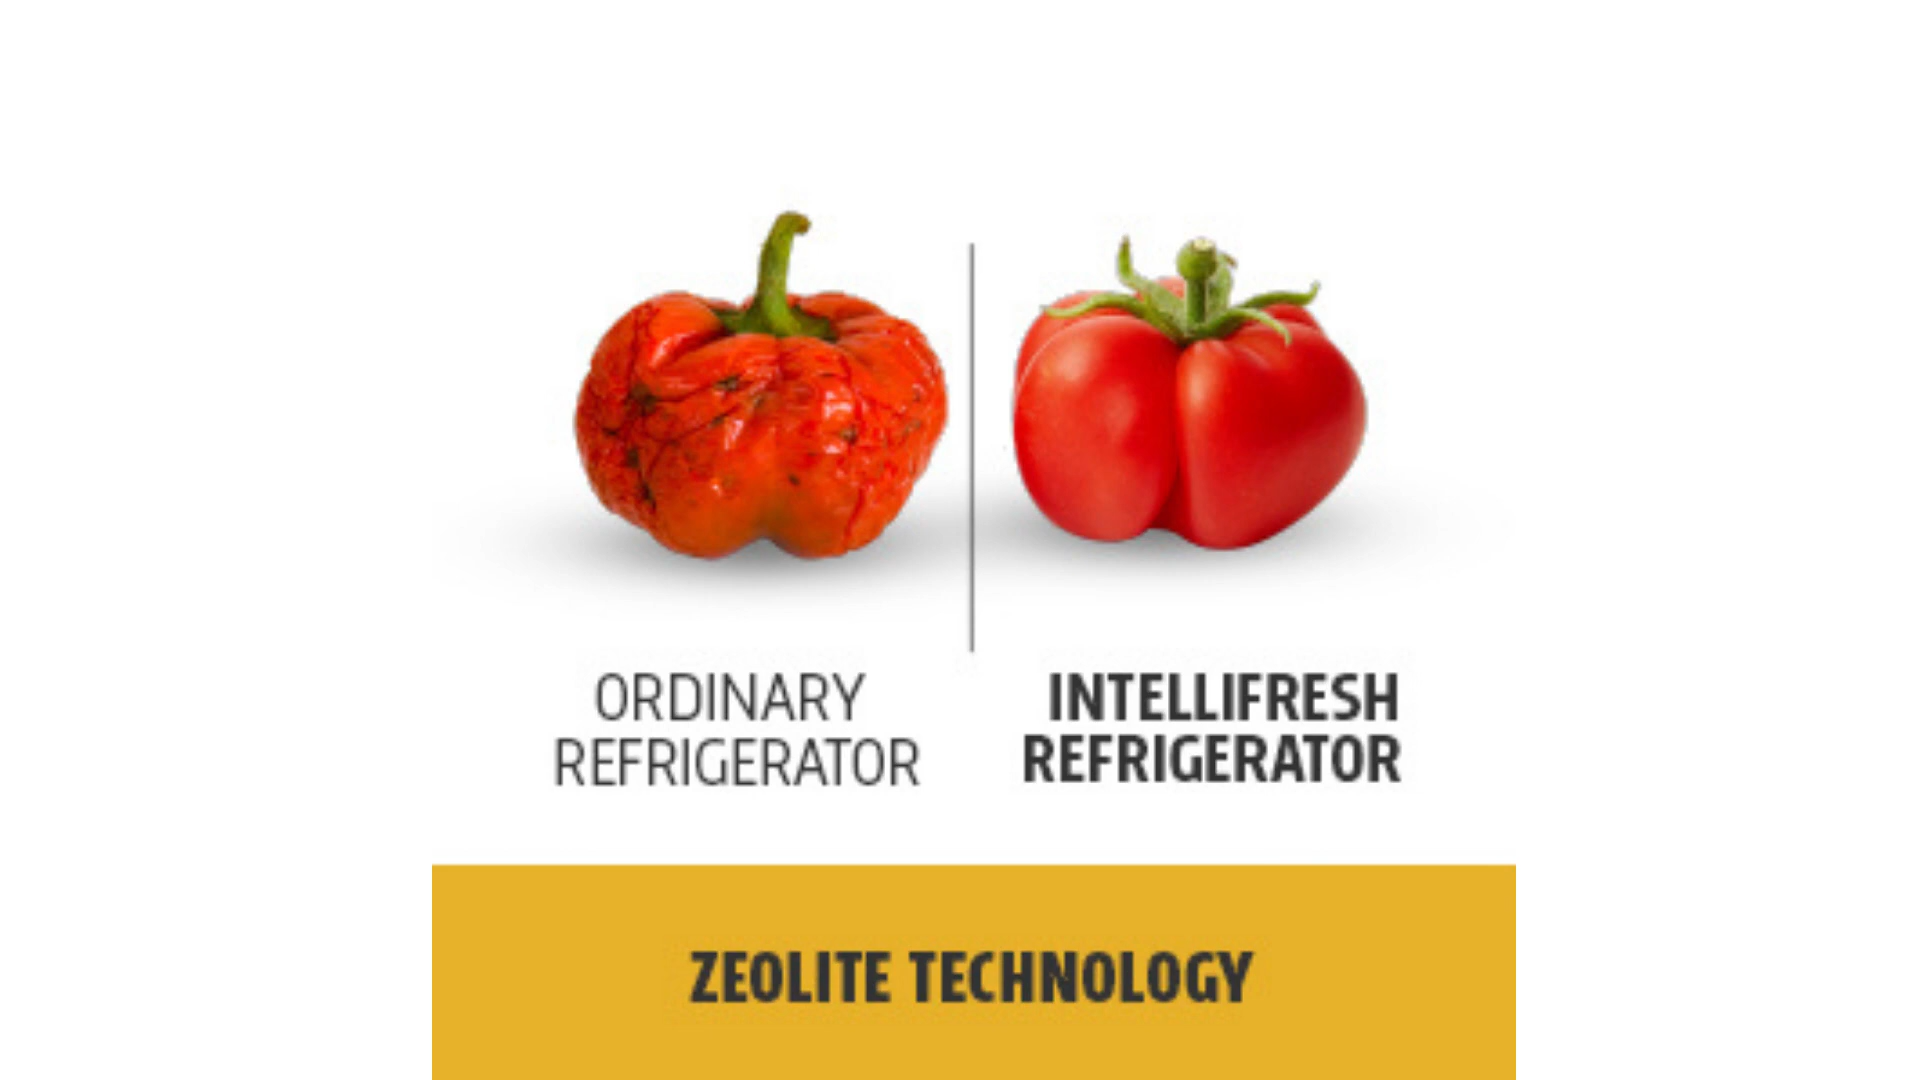 ORDINARY
REFRIGERATOR
INTELLIFRESH
REFRIGERATOR
ZEOLITE TECHNOLOGY